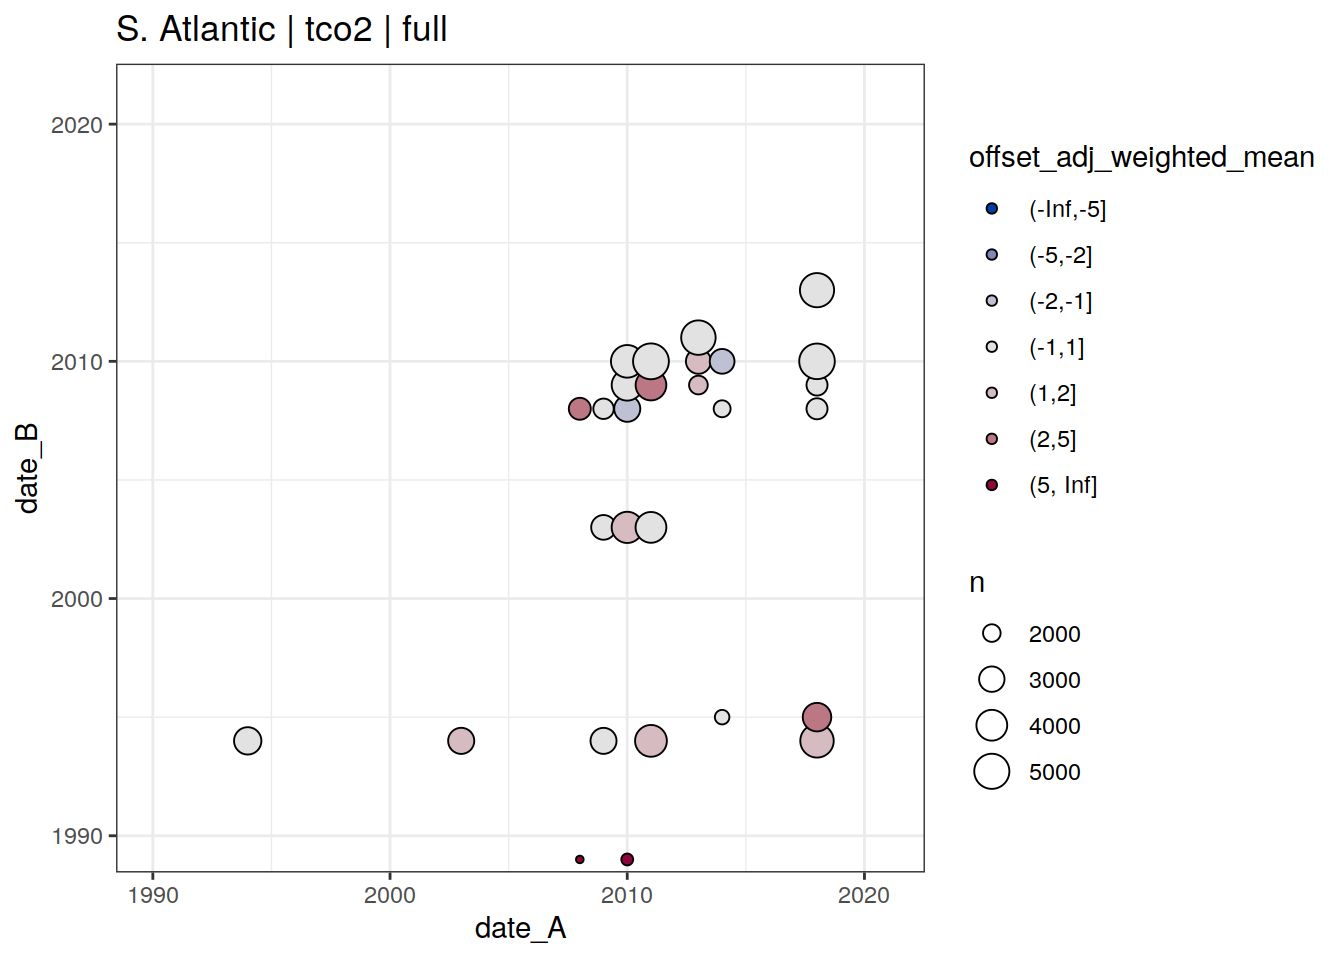 S. Atlantic | tco2 | full
2020
2010
2000
1990
date_B
1990 2000 2010 2020
date_A
offset_adj_weighted_mean
(-Inf,-5]
(-5,-2]
(-2,-1]
(-1,1]
(1,2]
(2,5]
(5, Inf]
n
2000
3000
4000
5000